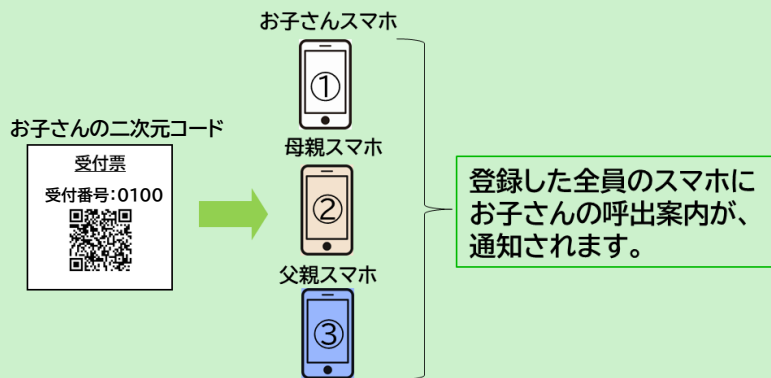 お子さんスマホ
①
お子さんの二次元コード
受付票
受付番号:0100
母親スマホ
②
父親スマホ
③
登録した全員のスマホに
お子さんの呼出案内が、
通知されます。